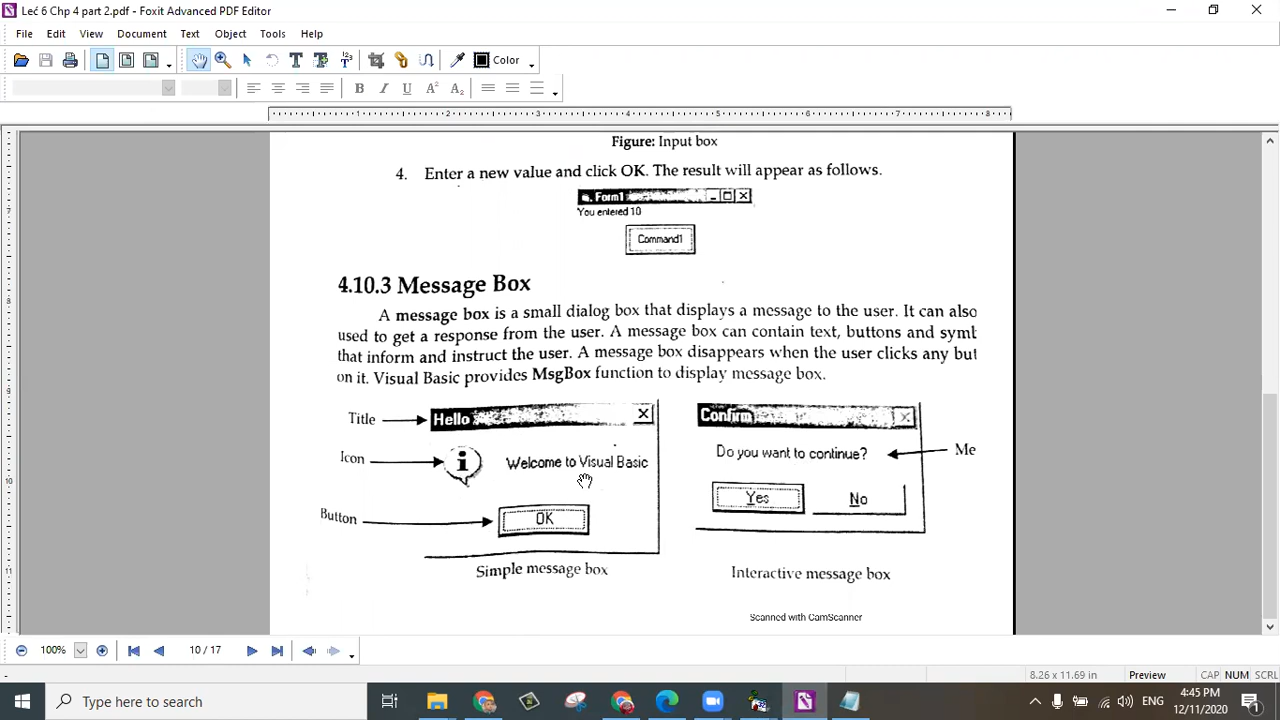 Lec 6 Chp 4 part 2.pdf - Foxit Advanced PDF Editor
File Edit View Document Text Object Tools Help
Color
Figure: Input box
4. Enter a new value and click OK. The result will appear as follows.
Form1
You entered 10
Command1
4.10.3 Message Box
A message box is a small dialog box that displays a message to the user. It can also
used to get a response from the user. A message box can contain text, buttons and symb
that inform and instruct the user. A message box disappears when the user clicks any but
on it. Visual Basic provides MsgBox function to display message box.
Title Hello
Icon Welcome to Visual Basic
Button OK
Simple message box
Confirm
Do you want to continue? Me
Yes No
Interactive message box
Scanned with CamScanner
100% 10 / 17
8.26 x 11.69 in Preview CAP NUM SCRL
Type here to search
ENG
4:45 PM
12/11/2020